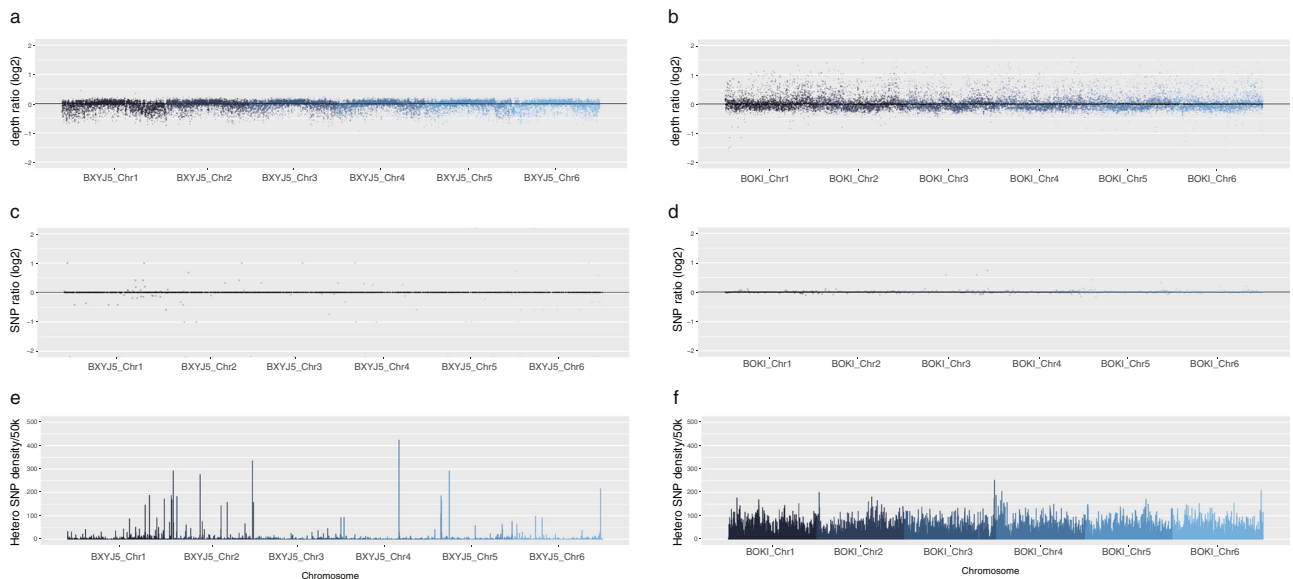 a
depth ratio (log2)
2
1
0
−1
−2
BXYJ5_Chr1 BXYJ5_Chr2 BXYJ5_Chr3 BXYJ5_Chr4 BXYJ5_Chr5 BXYJ5_Chr6
b
depth ratio (log2)
2
1
0
−1
−2
BOKI_Chr1 BOKI_Chr2 BOKI_Chr3 BOKI_Chr4 BOKI_Chr5 BOKI_Chr6
c
SNP ratio (log2)
2
1
0
−1
−2
BXYJ5_Chr1 BXYJ5_Chr2 BXYJ5_Chr3 BXYJ5_Chr4 BXYJ5_Chr5 BXYJ5_Chr6
d
SNP ratio (log2)
2
1
0
−1
−2
BOKI_Chr1 BOKI_Chr2 BOKI_Chr3 BOKI_Chr4 BOKI_Chr5 BOKI_Chr6
e
Hetero SNP density/50k
500
400
300
200
100
0
BXYJ5_Chr1 BXYJ5_Chr2 BXYJ5_Chr3 BXYJ5_Chr4 BXYJ5_Chr5 BXYJ5_Chr6
Chromosome
f
Hetero SNP density/50k
500
400
300
200
100
0
BOKI_Chr1 BOKI_Chr2 BOKI_Chr3 BOKI_Chr4 BOKI_Chr5 BOKI_Chr6
Chromosome